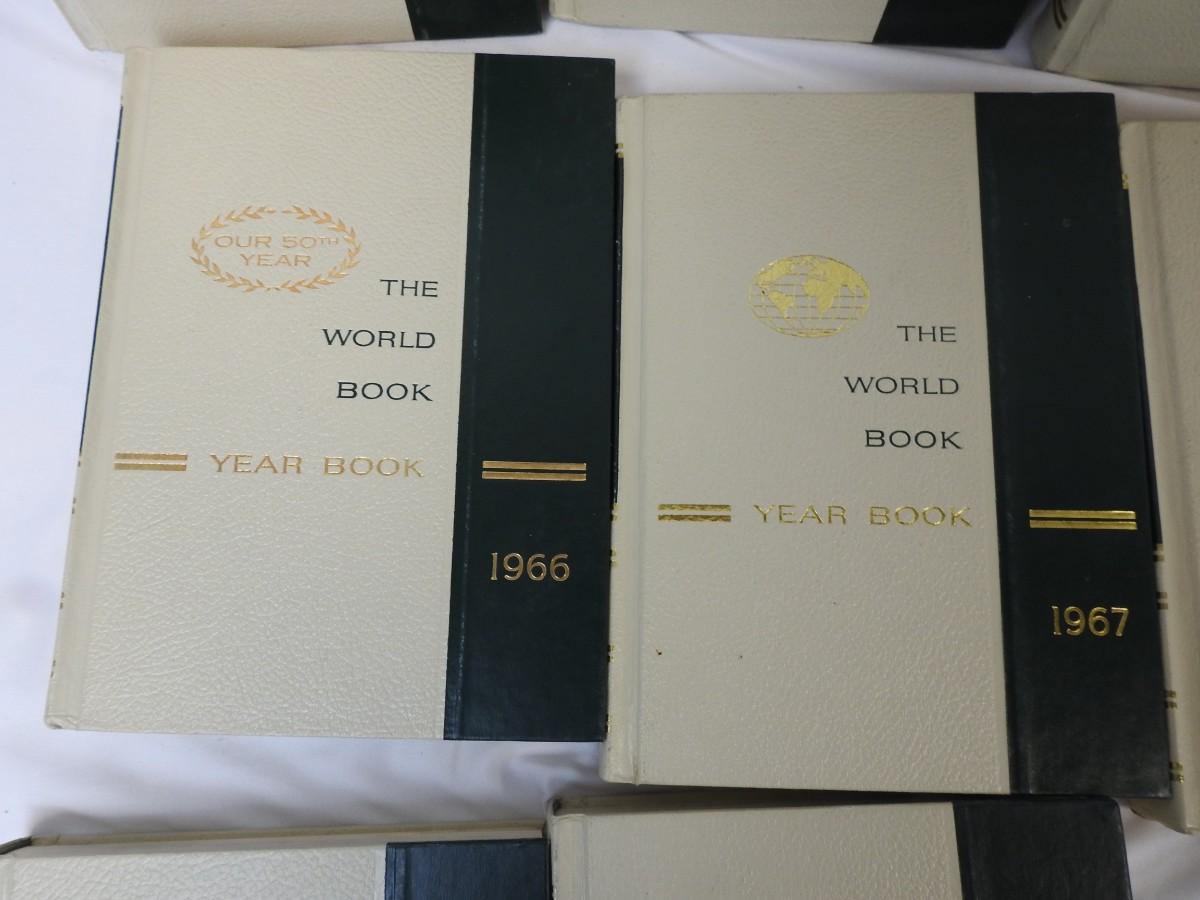 OUR 50TH
YEAR
THE
WORLD
BOOK
YEAR BOOK
1966
THE
WORLD
BOOK
YEAR BOOK
1967